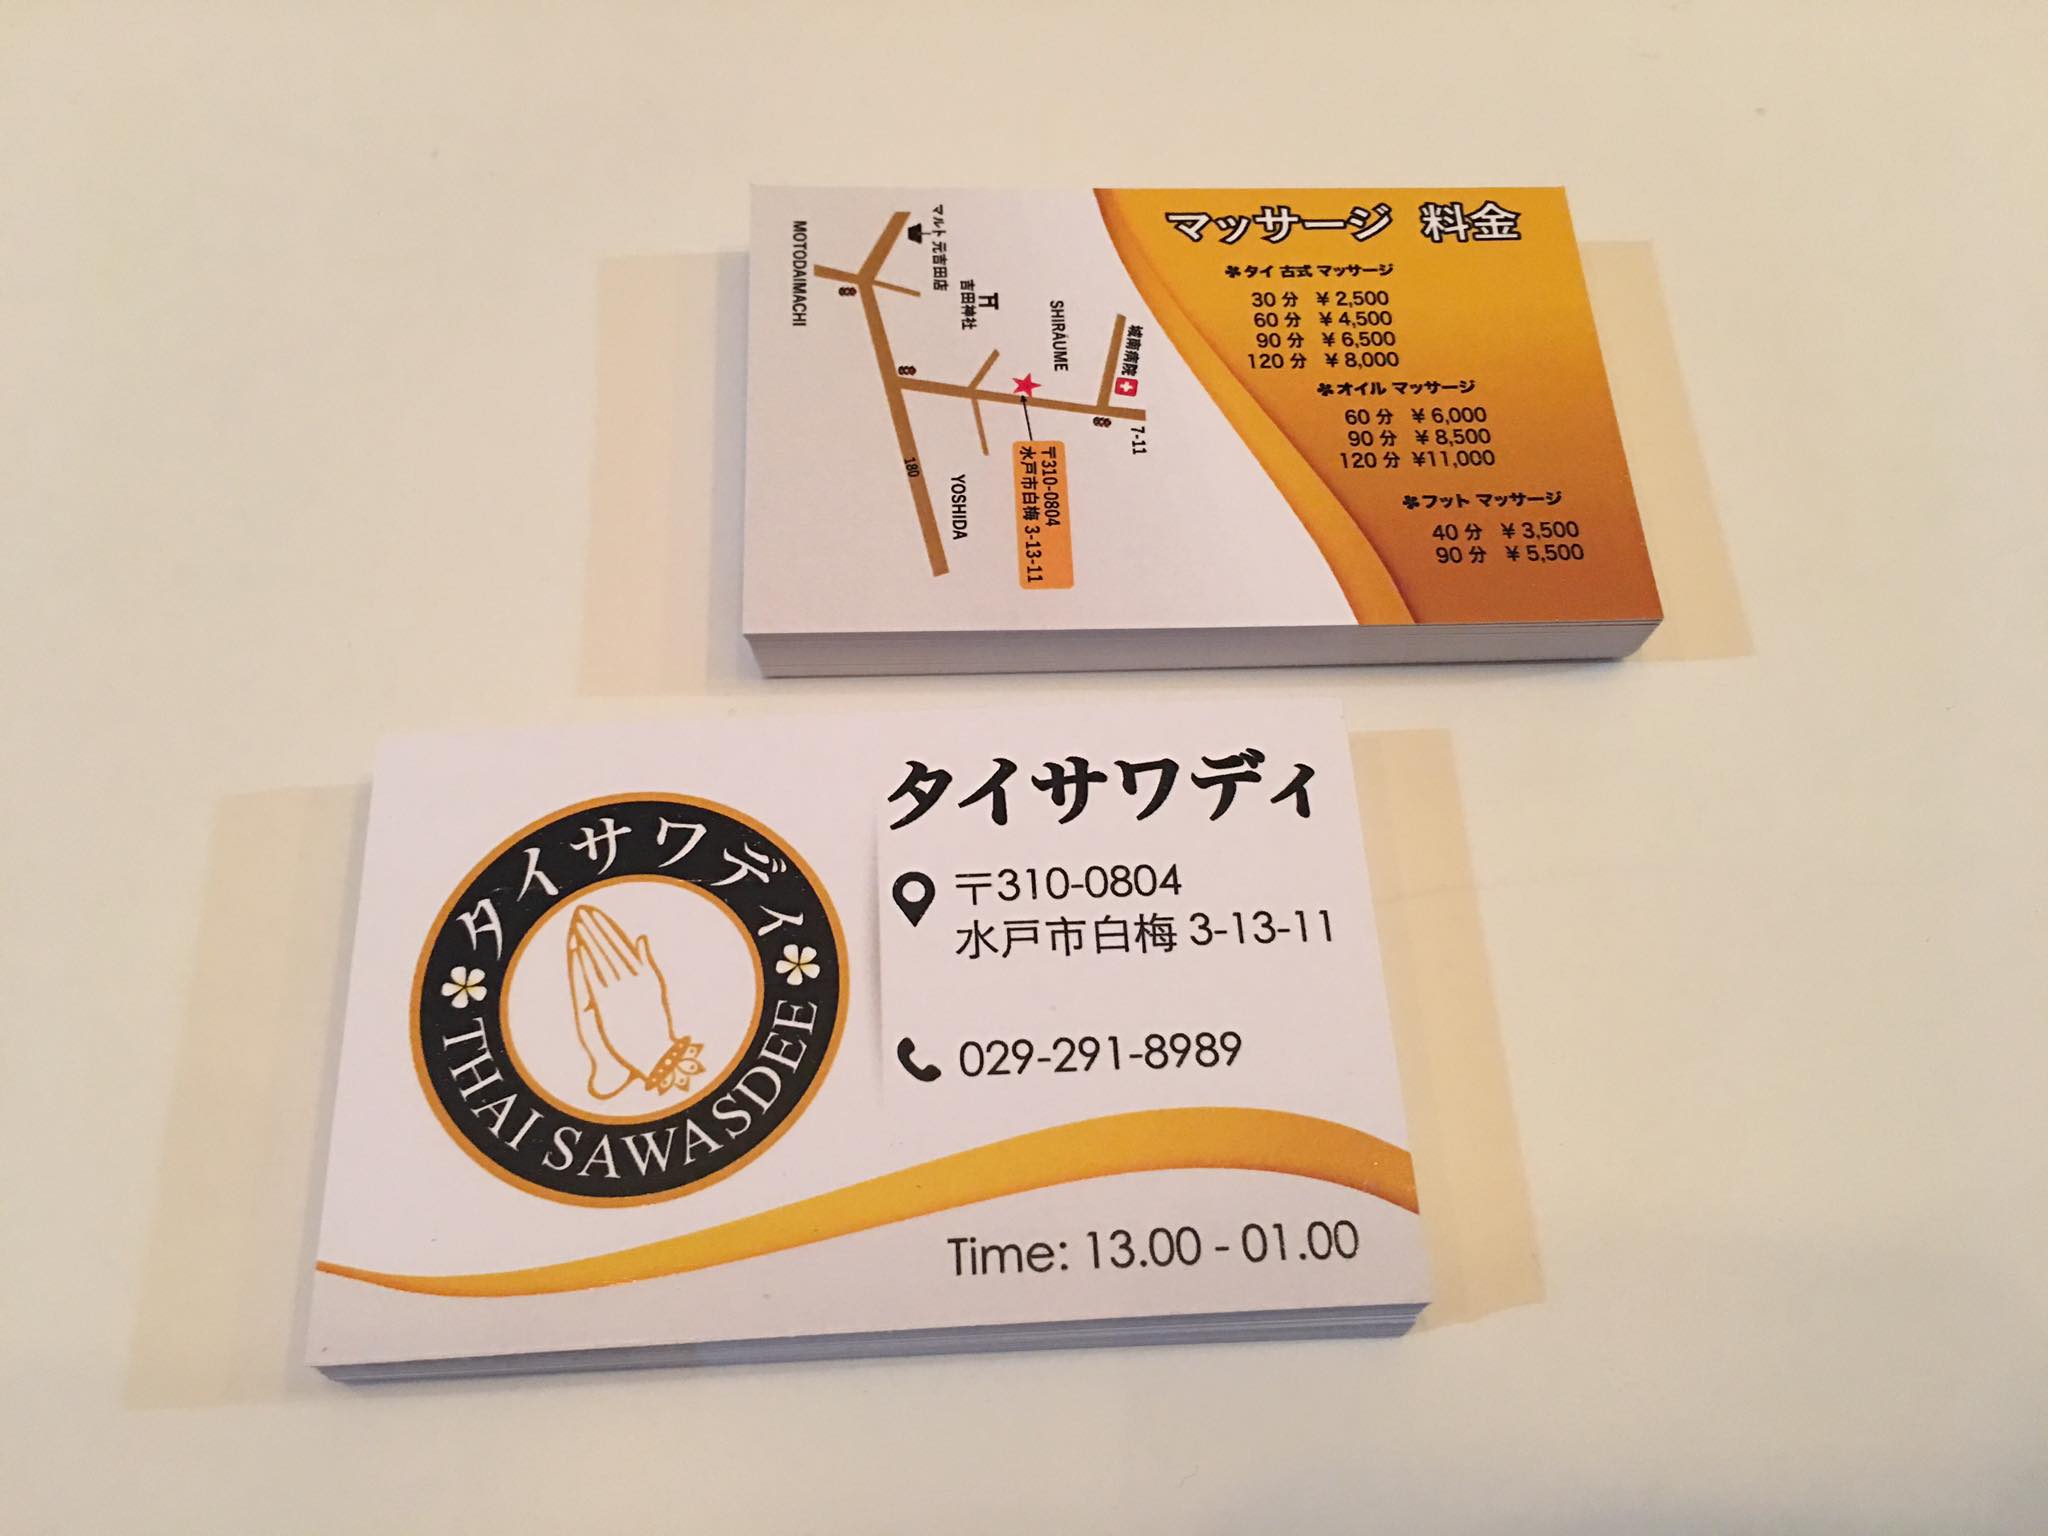 マッサージ 料金
タイ 古式 マッサージ
30 分 ¥ 2,500
60 分 ¥ 4,500
90 分 ¥ 6,500
120 分 ¥ 8,000
オイル マッサージ
60 分 ¥ 6,000
90 分 ¥ 8,500
120 分 ¥11,000
フット マッサージ
40 分 ¥ 3,500
90 分 ¥ 5,500
城南病院
7-11
SHIRAUME
〒310-0804
水戸市白梅 3-13-11
吉田神社
YOSHIDA
マルト 元吉田店
180
MOTODAIMACHI
タイサワディ
THAI SAWASDEE
タイサワディ
〒310-0804
水戸市白梅 3-13-11
029-291-8989
Time: 13.00 - 01.00